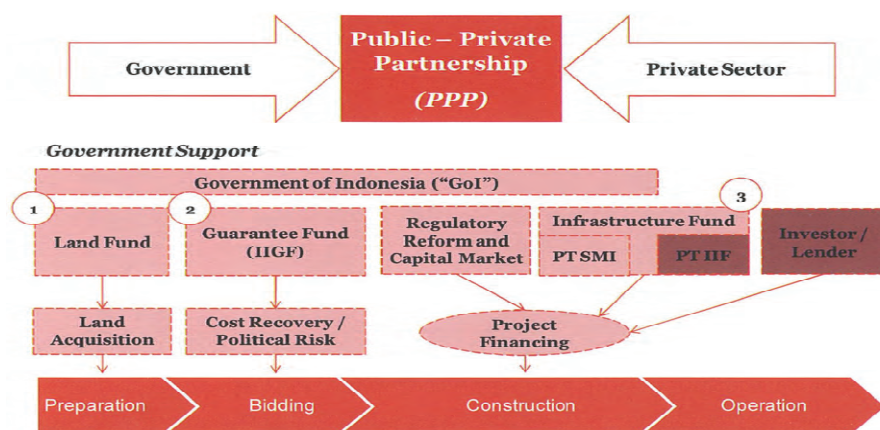 Public – Private
Partnership
(PPP)
Government
Private Sector
Government Support
Government of Indonesia (“GoI”)
1
2
3
Land Fund
Guarantee Fund
(IIGF)
Regulatory
Reform and
Capital Market
Infrastructure Fund
PT SMI
PT IIF
Investor /
Lender
Land
Acquisition
Cost Recovery /
Political Risk
Project
Financing
Preparation
Bidding
Construction
Operation